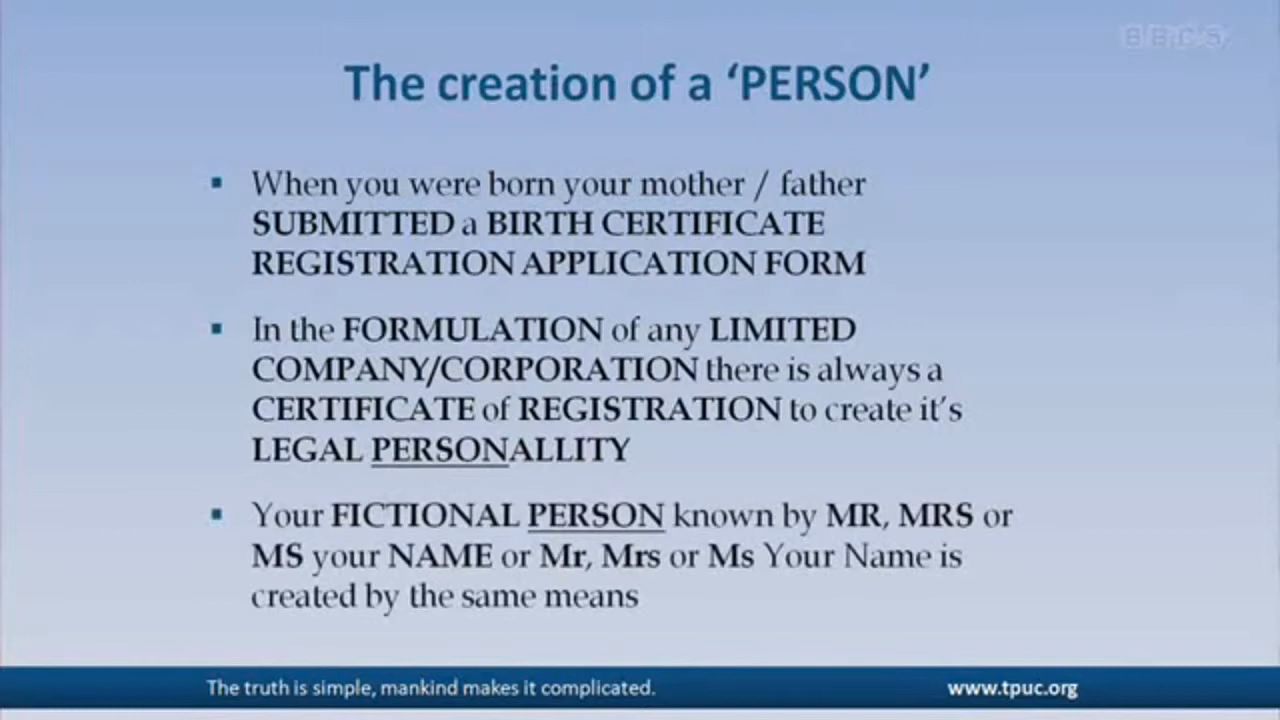 BBC 5
The creation of a ‘PERSON’
▪ When you were born your mother / father
SUBMITTED a BIRTH CERTIFICATE
REGISTRATION APPLICATION FORM
▪ In the FORMULATION of any LIMITED
COMPANY/CORPORATION there is always a
CERTIFICATE of REGISTRATION to create it’s
LEGAL PERSONALLITY
▪ Your FICTIONAL PERSON known by MR, MRS or
MS your NAME or Mr, Mrs or Ms Your Name is
created by the same means
The truth is simple, mankind makes it complicated.
www.tpuc.org